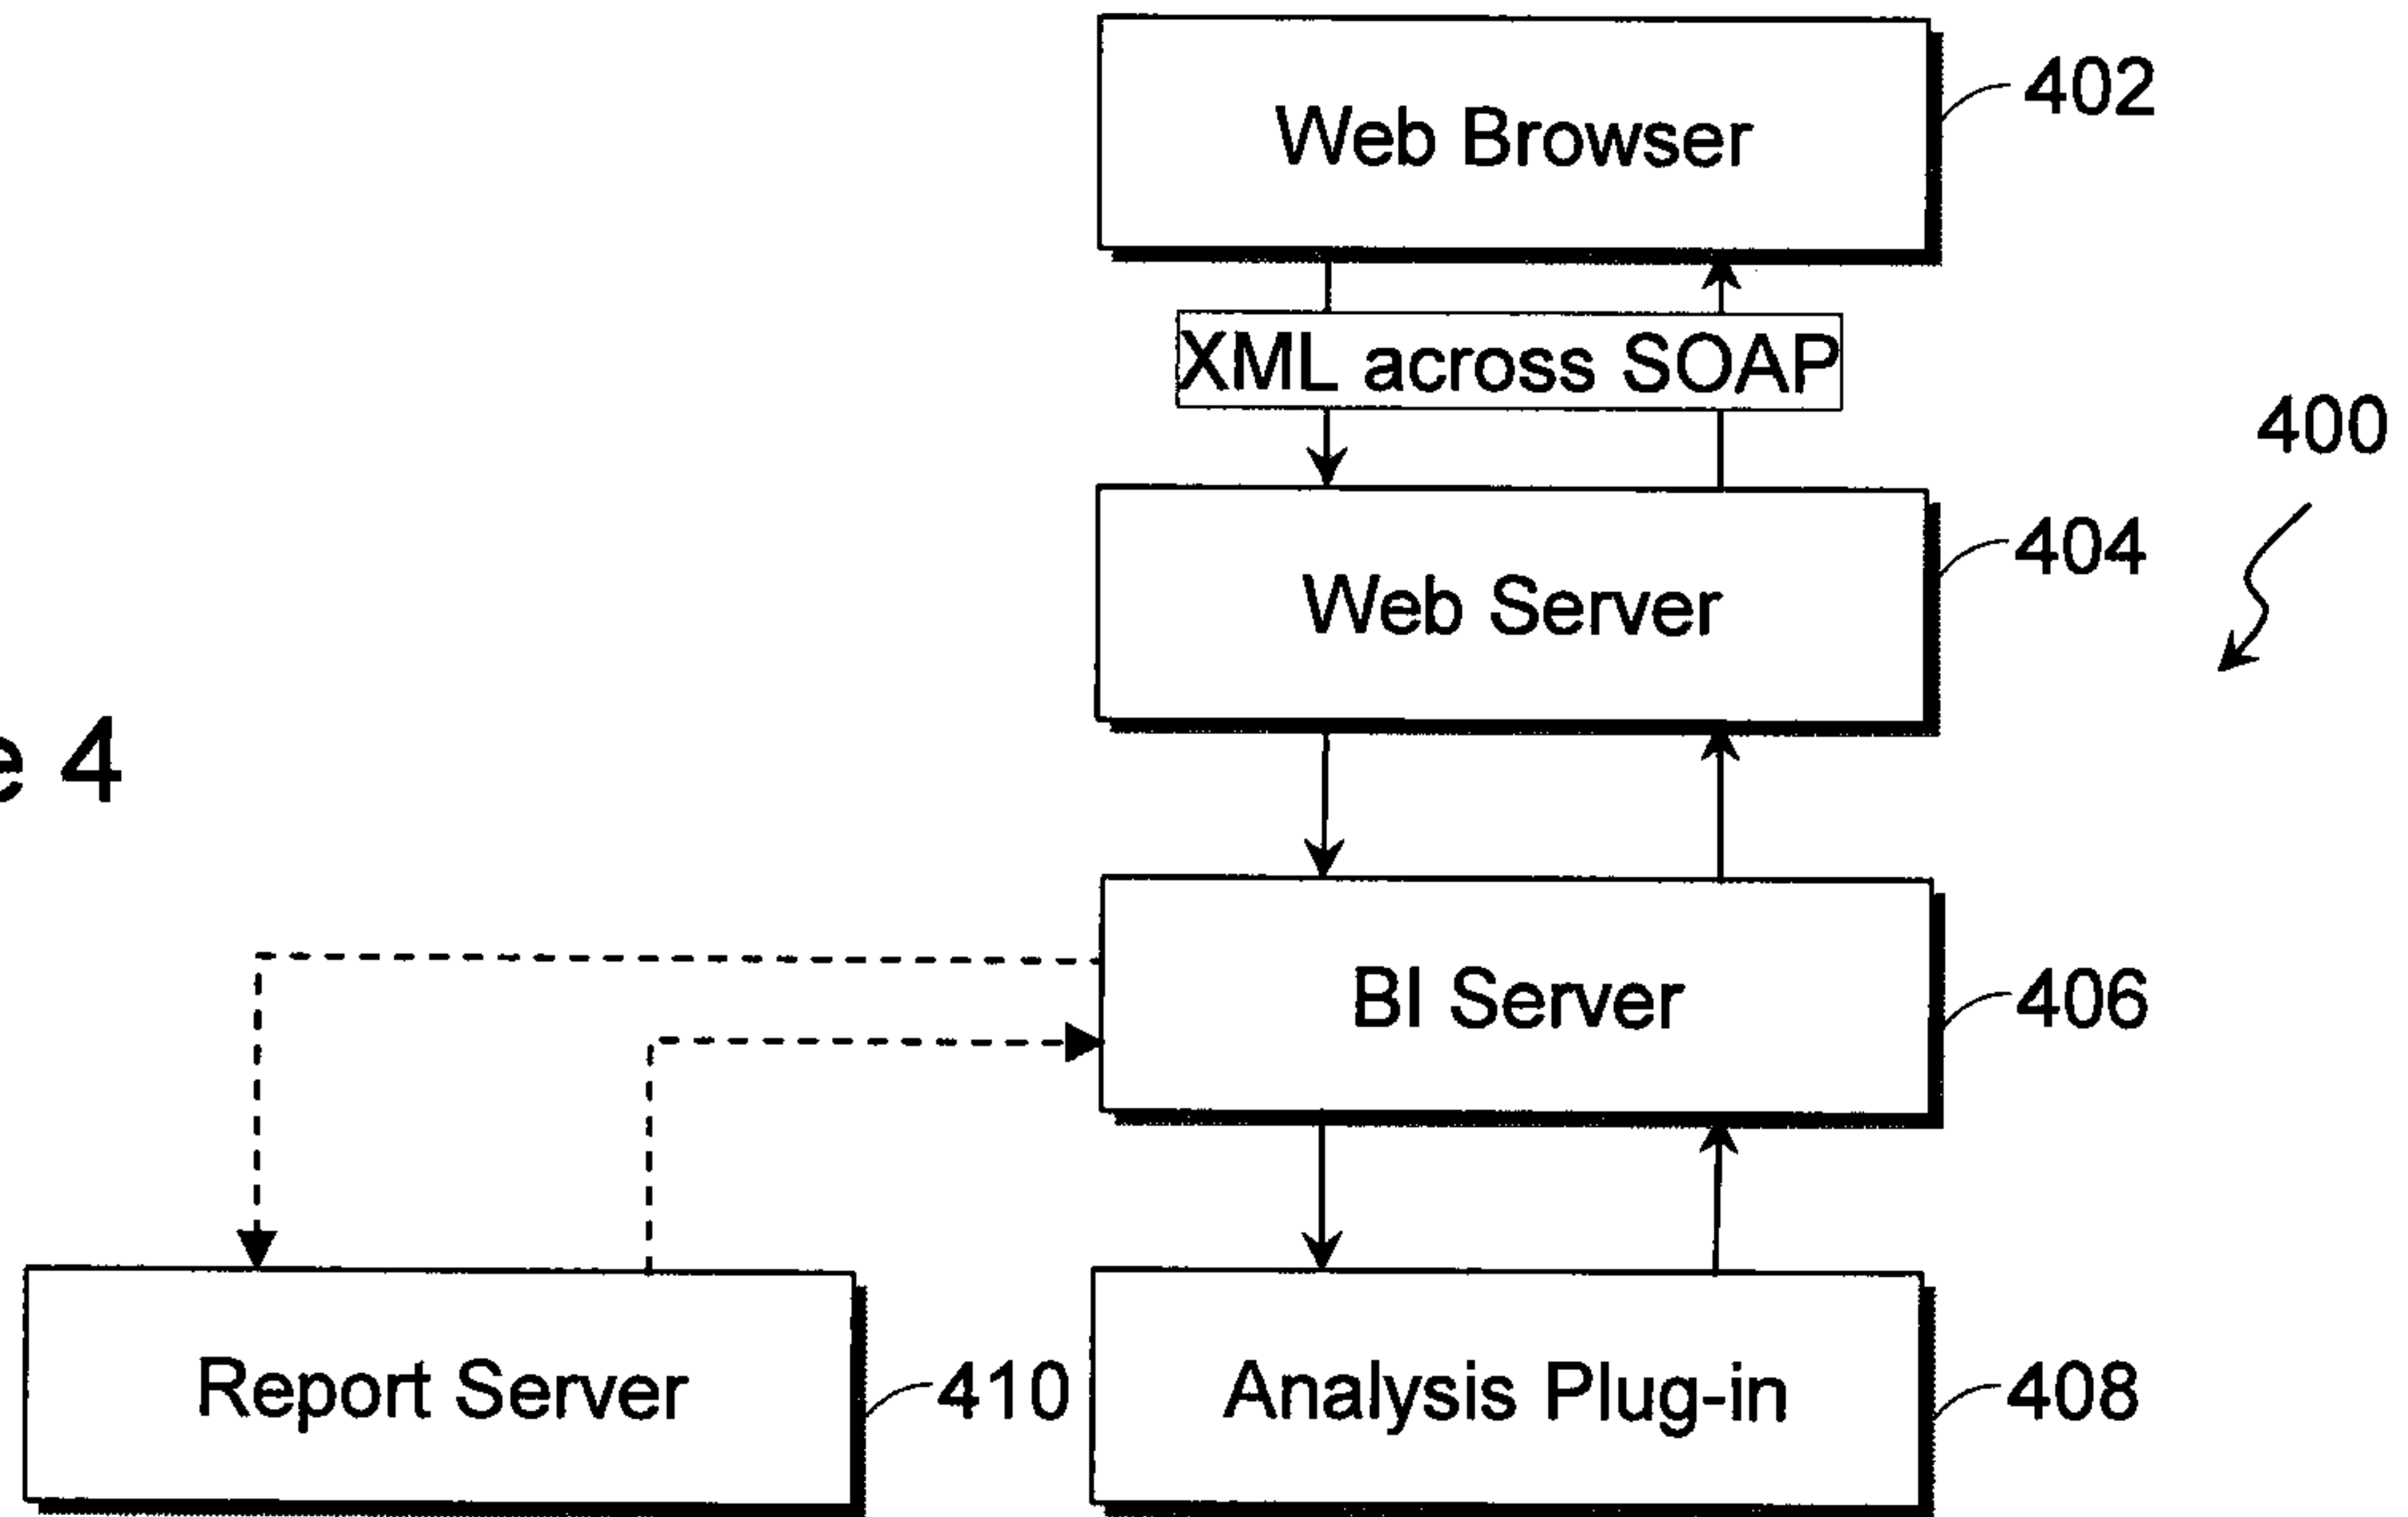 Web Browser
402
XML across SOAP
400
Web Server
404
e 4
BI Server
406
Report Server
410
Analysis Plug-in
408